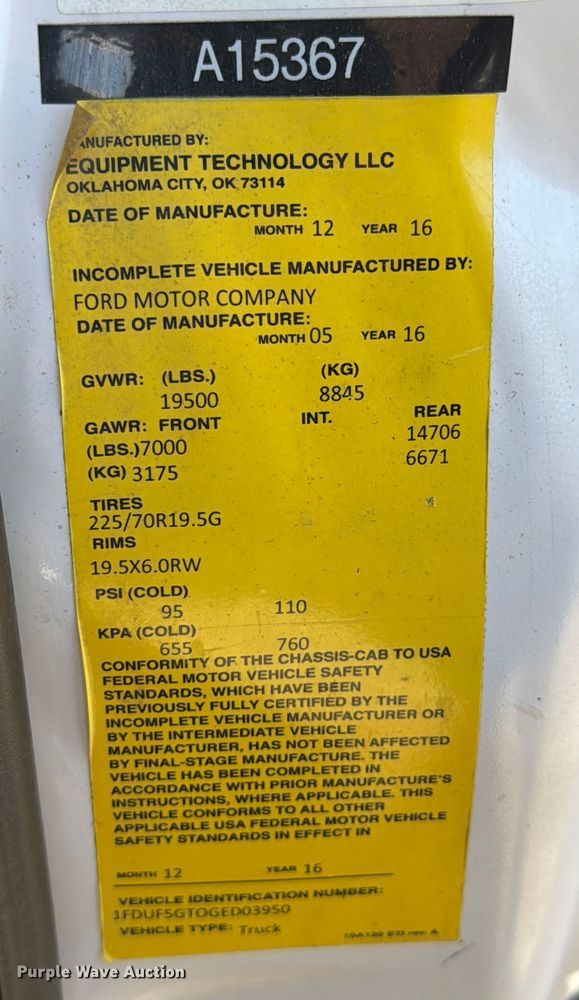 A15367
ANUFACTURED BY:
EQUIPMENT TECHNOLOGY LLC
OKLAHOMA CITY, OK 73114
DATE OF MANUFACTURE:
MONTH 12 YEAR 16
INCOMPLETE VEHICLE MANUFACTURED BY:
FORD MOTOR COMPANY
DATE OF MANUFACTURE:
MONTH 05 YEAR 16
GVWR: (LBS.) (KG)
19500 8845
GAWR: FRONT INT. REAR
(LBS.)7000 14706
(KG) 3175 6671
TIRES
225/70R19.5G
RIMS
19.5X6.0RW
PSI (COLD)
95 110
KPA (COLD)
655 760
CONFORMITY OF THE CHASSIS-CAB TO USA
FEDERAL MOTOR VEHICLE SAFETY
STANDARDS, WHICH HAVE BEEN
PREVIOUSLY FULLY CERTIFIED BY THE
INCOMPLETE VEHICLE MANUFACTURER OR
BY THE INTERMEDIATE VEHICLE
MANUFACTURER, HAS NOT BEEN AFFECTED
BY FINAL-STAGE MANUFACTURE. THE
VEHICLE HAS BEEN COMPLETED IN
ACCORDANCE WITH PRIOR MANUFACTURE'S
INSTRUCTIONS, WHERE APPLICABLE. THIS
VEHICLE CONFORMS TO ALL OTHER
APPLICABLE USA FEDERAL MOTOR VEHICLE
SAFETY STANDARDS IN EFFECT IN
MONTH 12 YEAR 16
VEHICLE IDENTIFICATION NUMBER:
1FDUF5GT0GED03950
VEHICLE TYPE: Truck
Purple Wave Auction